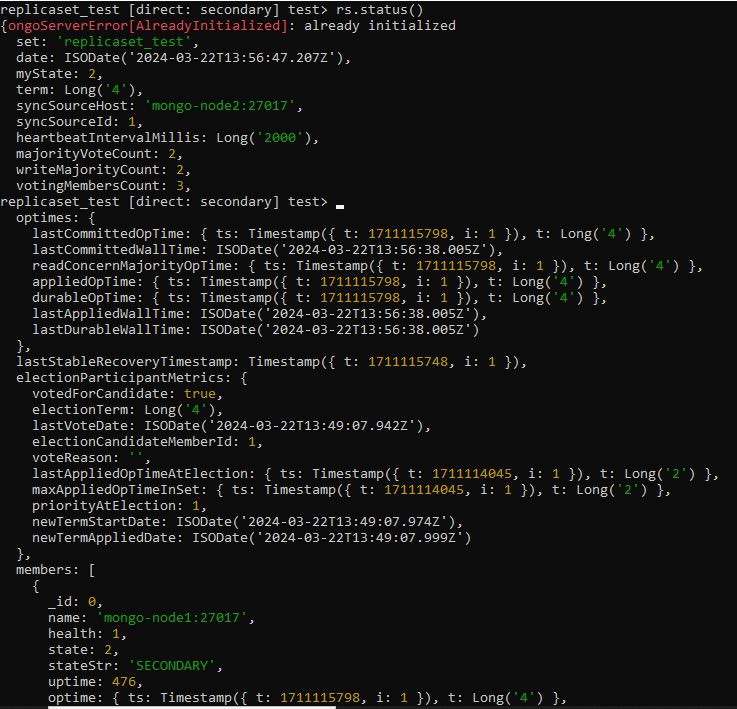 replicaset_test [direct: secondary] test> rs.status()
{ongoServerError[AlreadyInitialized]: already initialized
  set: 'replicaset_test',
  date: ISODate('2024-03-22T13:56:47.207Z'),
  myState: 2,
  term: Long('4'),
  syncSourceHost: 'mongo-node2:27017',
  syncSourceId: 1,
  heartbeatIntervalMillis: Long('2000'),
  majorityVoteCount: 2,
  writeMajorityCount: 2,
  votingMembersCount: 3,
replicaset_test [direct: secondary] test>
  optimes: {
    lastCommittedOpTime: { ts: Timestamp({ t: 1711115798, i: 1 }), t: Long('4') },
    lastCommittedWallTime: ISODate('2024-03-22T13:56:38.005Z'),
    readConcernMajorityOpTime: { ts: Timestamp({ t: 1711115798, i: 1 }), t: Long('4') },
    appliedOpTime: { ts: Timestamp({ t: 1711115798, i: 1 }), t: Long('4') },
    durableOpTime: { ts: Timestamp({ t: 1711115798, i: 1 }), t: Long('4') },
    lastAppliedWallTime: ISODate('2024-03-22T13:56:38.005Z'),
    lastDurableWallTime: ISODate('2024-03-22T13:56:38.005Z')
  },
  lastStableRecoveryTimestamp: Timestamp({ t: 1711115748, i: 1 }),
  electionParticipantMetrics: {
    votedForCandidate: true,
    electionTerm: Long('4'),
    lastVoteDate: ISODate('2024-03-22T13:49:07.942Z'),
    electionCandidateMemberId: 1,
    voteReason: '',
    lastAppliedOpTimeAtElection: { ts: Timestamp({ t: 1711114045, i: 1 }), t: Long('2') },
    maxAppliedOpTimeInSet: { ts: Timestamp({ t: 1711114045, i: 1 }), t: Long('2') },
    priorityAtElection: 1,
    newTermStartDate: ISODate('2024-03-22T13:49:07.974Z'),
    newTermAppliedDate: ISODate('2024-03-22T13:49:07.999Z')
  },
  members: [
    {
      _id: 0,
      name: 'mongo-node1:27017',
      health: 1,
      state: 2,
      stateStr: 'SECONDARY',
      uptime: 476,
      optime: { ts: Timestamp({ t: 1711115798, i: 1 }), t: Long('4') },